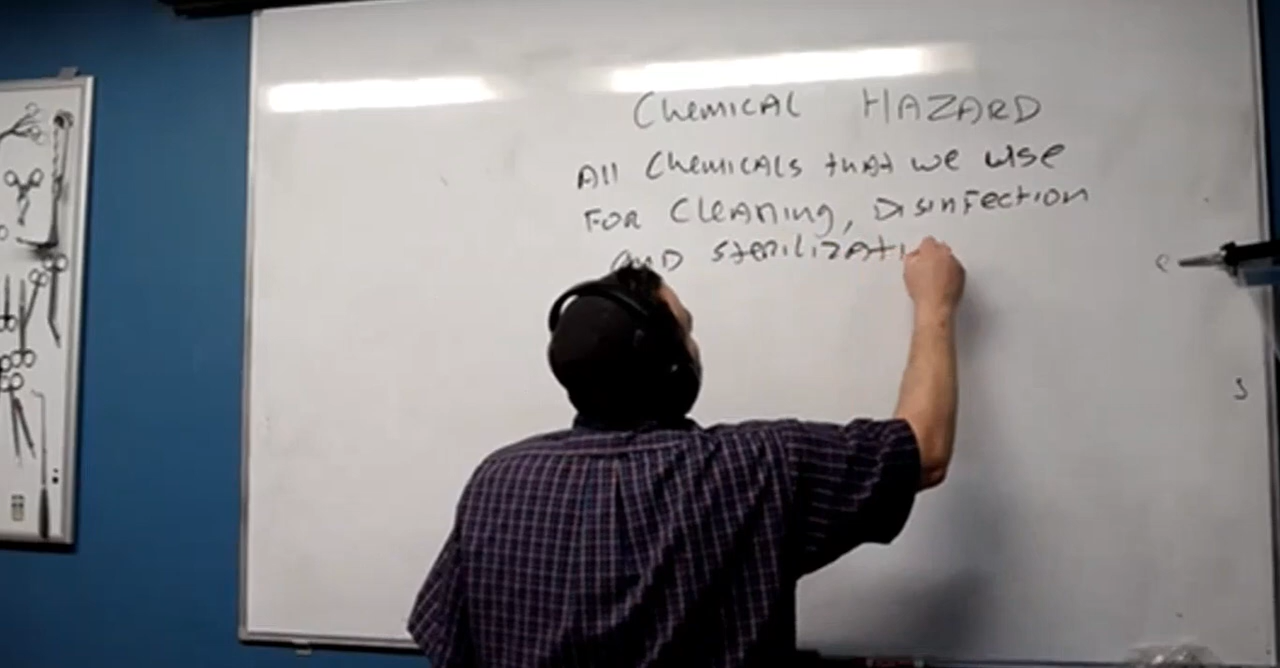 Chemical HAZARD
All Chemicals that we use
For Cleaning, Disinfection
AND sterilizati